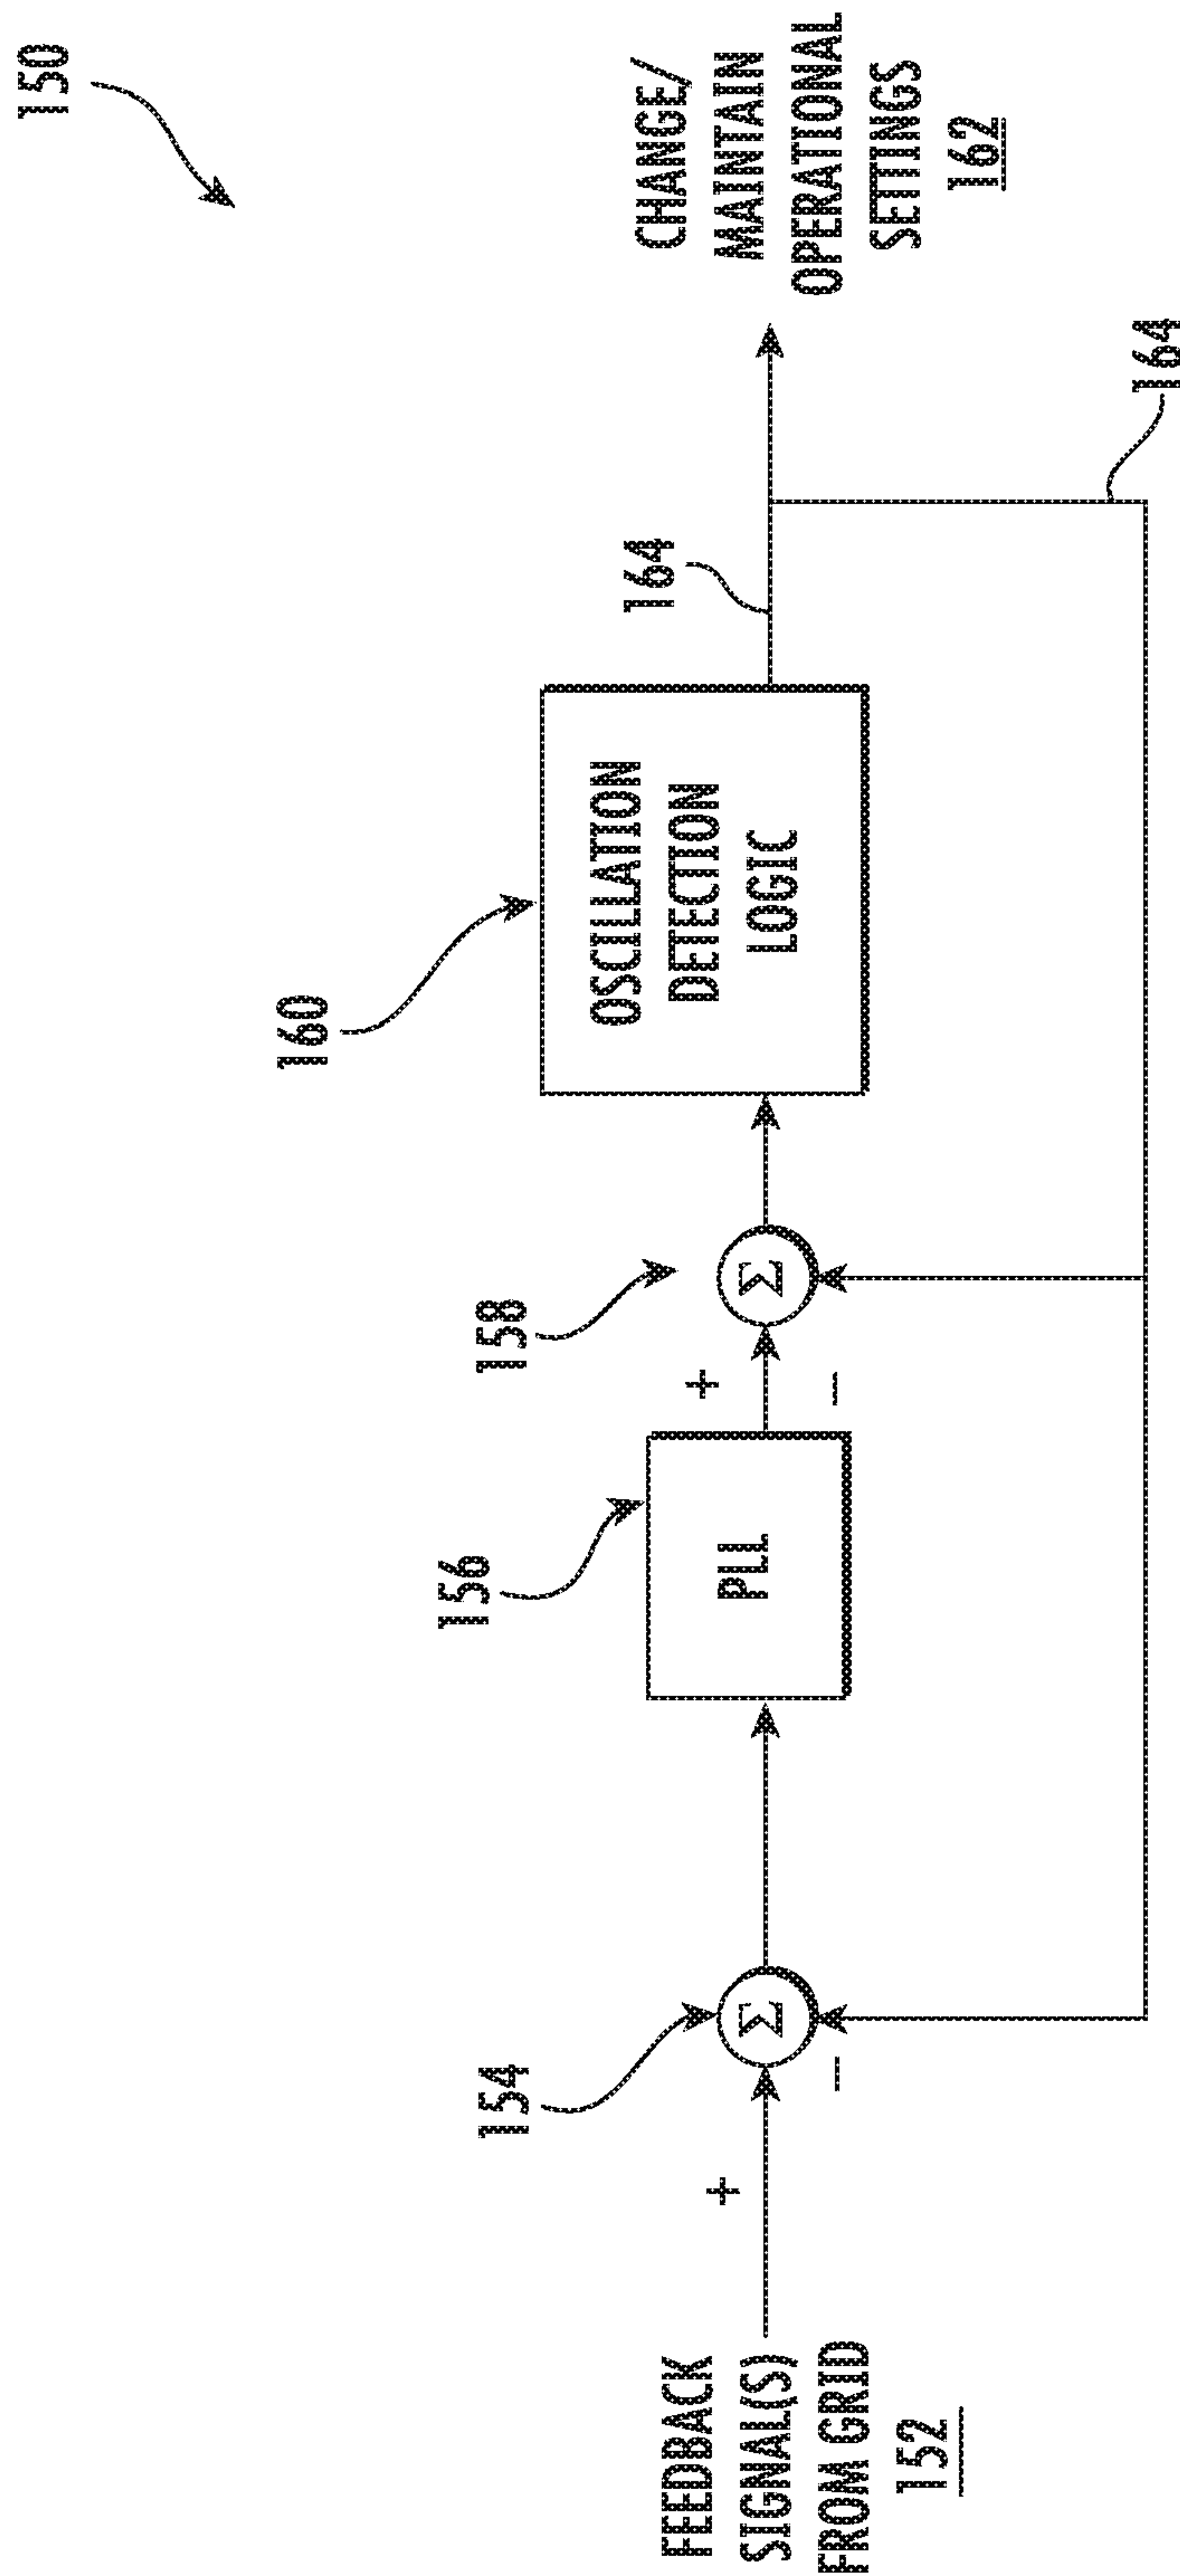 150
FEEDBACK
SIGNAL(S)
FROM GRID
152
+
−
154
Σ
156
PLL
+
−
158
Σ
160
OSCILLATION
DETECTION
LOGIC
164
164
CHANGE/
MAINTAIN
OPERATIONAL
SETTINGS
162